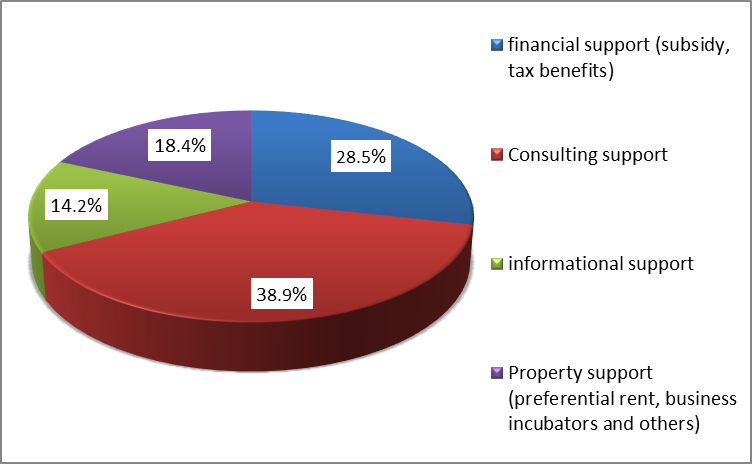 18.4%
28.5%
14.2%
38.9%
financial support (subsidy,
tax benefits)
Consulting support
informational support
Property support
(preferential rent, business
incubators and others)